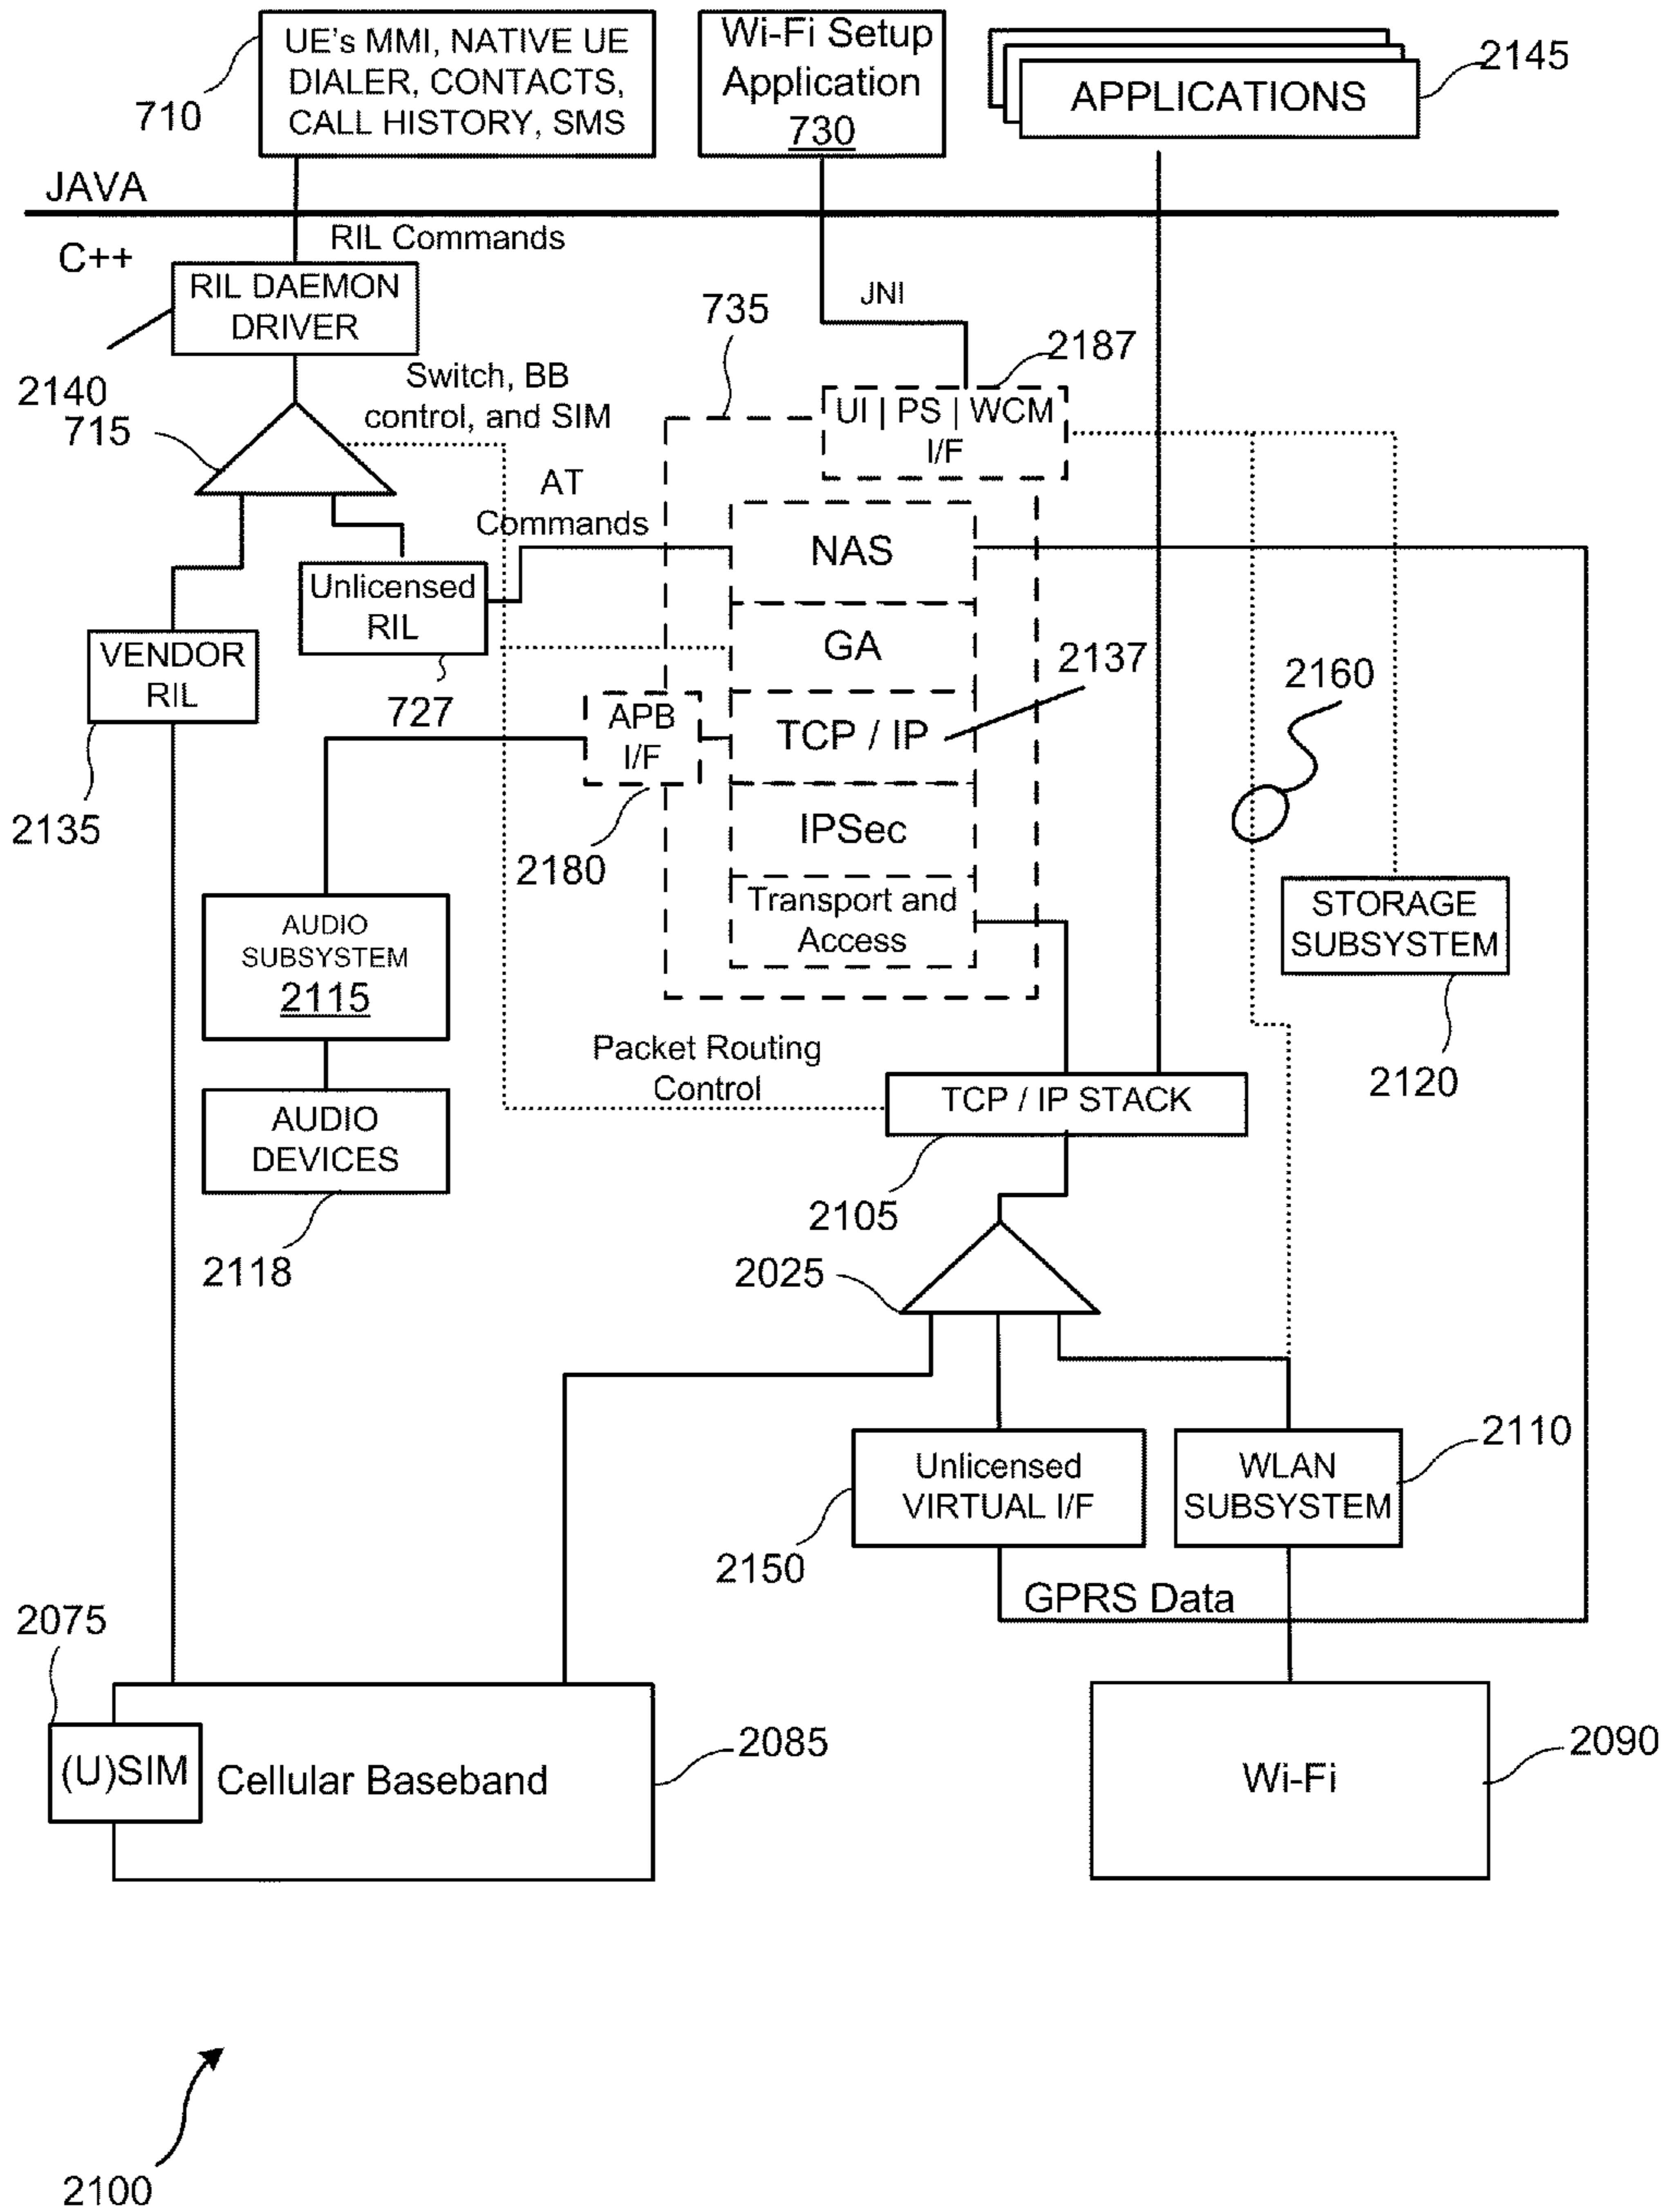 UE's MMI, NATIVE UE
DIALER, CONTACTS,
CALL HISTORY, SMS
710
Wi-Fi Setup
Application
730
APPLICATIONS
2145
JAVA
C++
RIL Commands
RIL DAEMON
DRIVER
2140
JNI
735
2187
Switch, BB
control, and SIM
715
UI | PS | WCM
I/F
AT
Commands
NAS
Unlicensed
RIL
727
GA
2137
VENDOR
RIL
2135
APB
I/F
2180
TCP / IP
2160
IPSec
Transport and
Access
AUDIO
SUBSYSTEM
2115
STORAGE
SUBSYSTEM
2120
Packet Routing
Control
TCP / IP STACK
2105
AUDIO
DEVICES
2118
2025
Unlicensed
VIRTUAL I/F
2150
WLAN
SUBSYSTEM
2110
GPRS Data
2075
(U)SIM
Cellular Baseband
2085
Wi-Fi
2090
2100